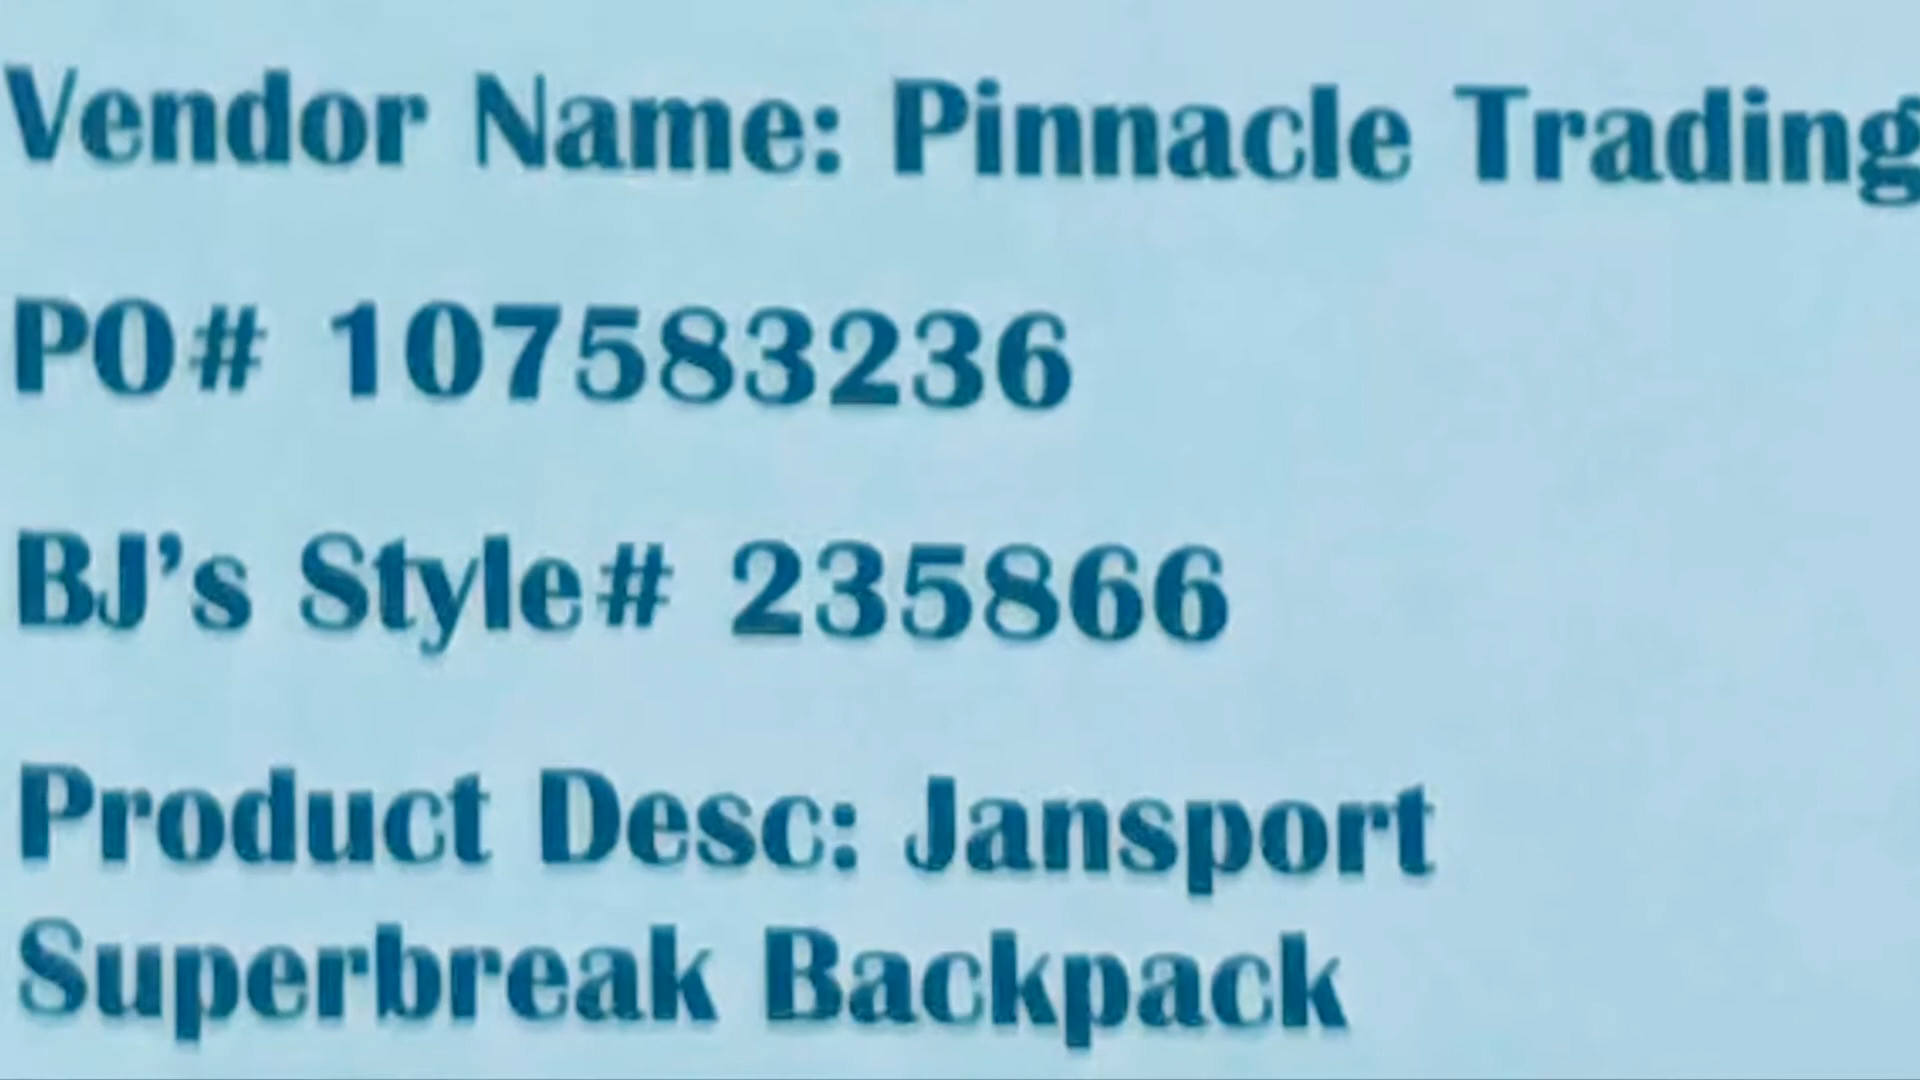 Vendor Name: Pinnacle Trading
PO# 107583236
BJ's Style# 235866
Product Desc: Jansport
Superbreak Backpack